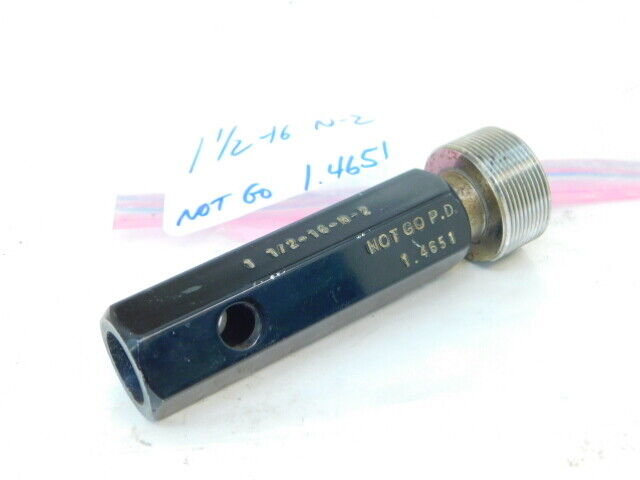 1 1/2 -16 N-2
NOT GO 1.4651
1 1/2-16-N-2
NOT GO P.D.
1.4651